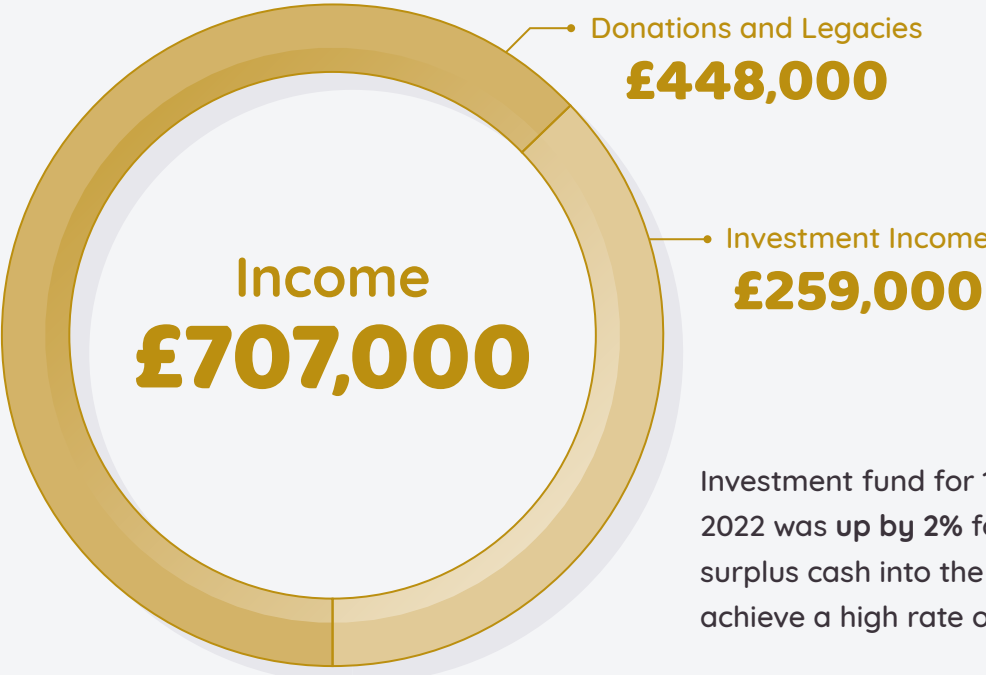 Donations and Legacies
£448,000
Investment Income
£259,000
Income
£707,000
Investment fund for
2022 was up by 2%
surplus cash into the
achieve a high rate